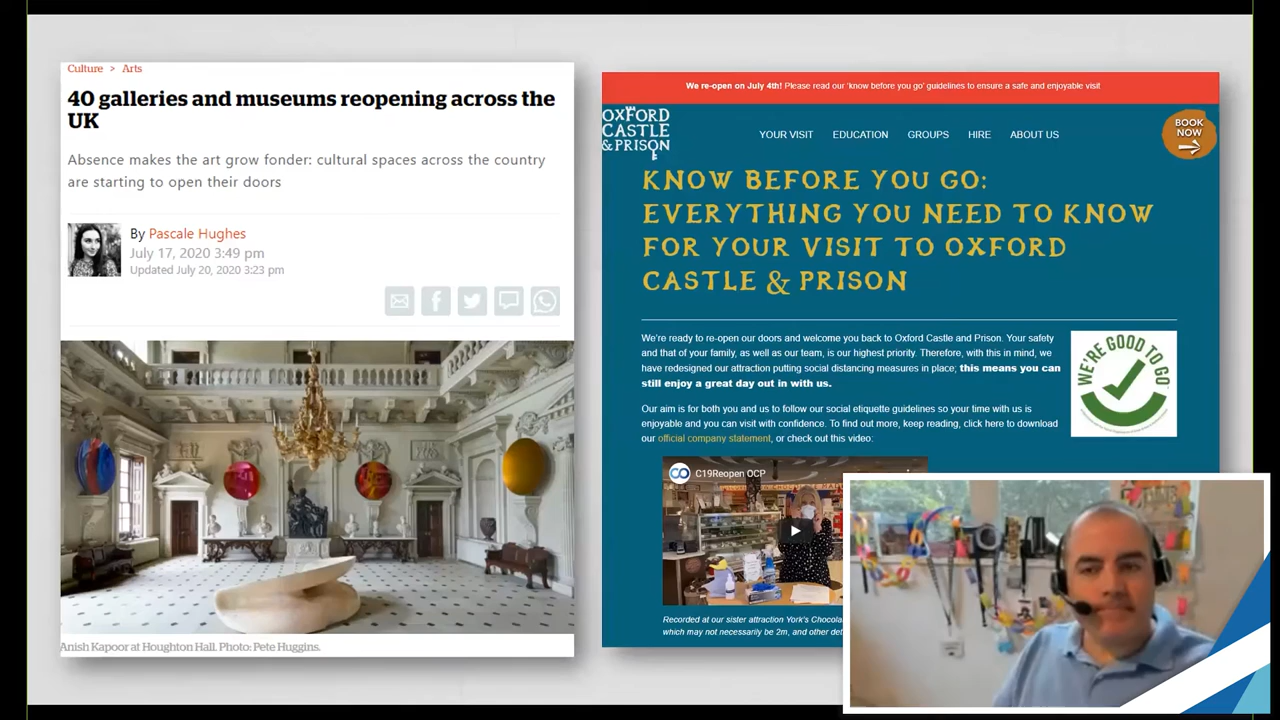 Culture > Arts
40 galleries and museums reopening across the
UK
Absence makes the art grow fonder: cultural spaces across the country
are starting to open their doors
By Pascale Hughes
July 17, 2020 3:49 pm
Updated July 20, 2020 3:23 pm
Anish Kapoor at Houghton Hall. Photo: Pete Huggins.
We re-open on July 4th! Please read our 'know before you go' guidelines to ensure a safe and enjoyable visit
OXFORD
CASTLE
& PRISON
YOUR VISIT EDUCATION GROUPS HIRE ABOUT US
BOOK
NOW
KNOW BEFORE YOU GO:
EVERYTHING YOU NEED TO KNOW
FOR YOUR VISIT TO OXFORD
CASTLE & PRISON
We're ready to re-open our doors and welcome you back to Oxford Castle and Prison. Your safety
and that of your family, as well as our team, is our highest priority. Therefore, with this in mind, we
have redesigned our attraction putting social distancing measures in place; this means you can
still enjoy a great day out in with us.
Our aim is for both you and us to follow our social etiquette guidelines so your time with us is
enjoyable and you can visit with confidence. To find out more, keep reading, click here to download
our official company statement, or check out this video:
WE'RE GOOD TO GO
C19Reopen OCP
Recorded at our sister attraction York's Chocola
which may not necessarily be 2m, and other det